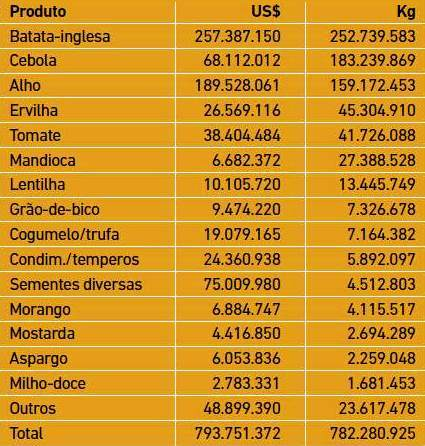 Produto US$ Kg
Batata-inglesa 257.387.150 252.739.583
Cebola 68.112.012 183.239.869
Alho 189.528.061 159.172.453
Ervilha 26.569.116 45.304.910
Tomate 38.404.484 41.726.088
Mandioca 6.682.372 27.388.528
Lentilha 10.105.720 13.445.749
Grão-de-bico 9.474.220 7.326.678
Cogumelo/trufa 19.079.165 7.164.382
Condim./temperos 24.360.938 5.892.097
Sementes diversas 75.009.980 4.512.803
Morango 6.884.747 4.115.517
Mostarda 4.416.850 2.694.289
Aspargo 6.053.836 2.259.048
Milho-doce 2.783.331 1.681.453
Outros 48.899.390 23.617.478
Total 793.751.372 782.280.925